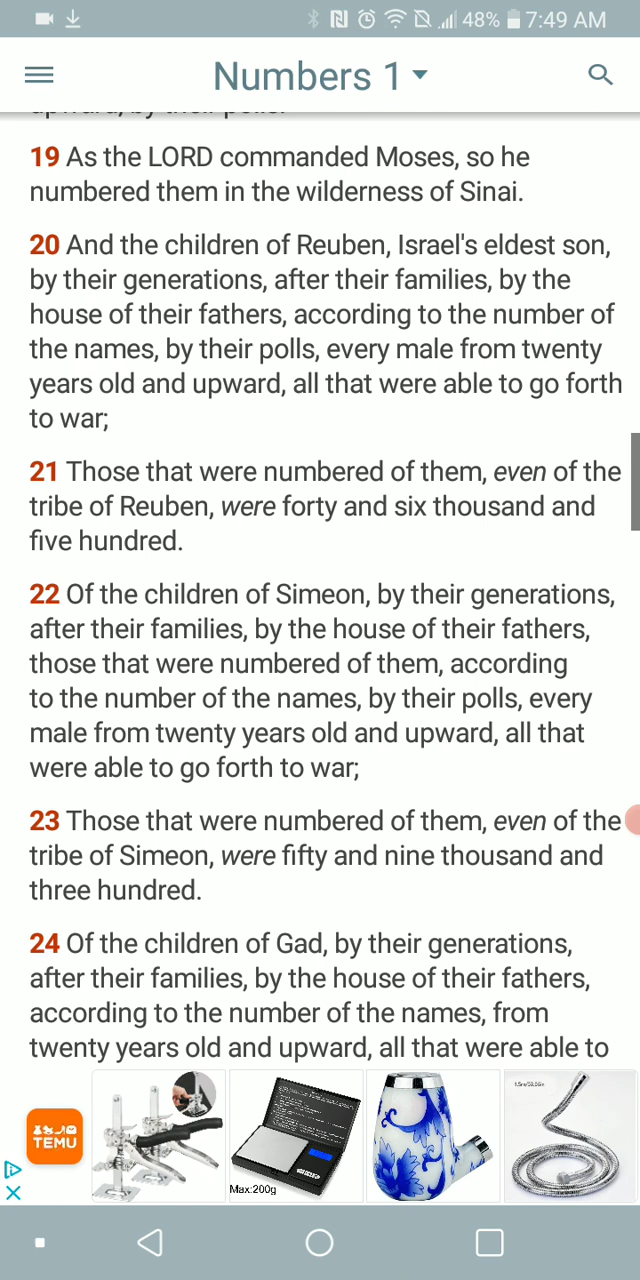 48% 7:49 AM
Numbers 1
19 As the LORD commanded Moses, so he
numbered them in the wilderness of Sinai.
20 And the children of Reuben, Israel's eldest son,
by their generations, after their families, by the
house of their fathers, according to the number of
the names, by their polls, every male from twenty
years old and upward, all that were able to go forth
to war;
21 Those that were numbered of them, even of the
tribe of Reuben, were forty and six thousand and
five hundred.
22 Of the children of Simeon, by their generations,
after their families, by the house of their fathers,
those that were numbered of them, according
to the number of the names, by their polls, every
male from twenty years old and upward, all that
were able to go forth to war;
23 Those that were numbered of them, even of the
tribe of Simeon, were fifty and nine thousand and
three hundred.
24 Of the children of Gad, by their generations,
after their families, by the house of their fathers,
according to the number of the names, from
twenty years old and upward, all that were able to
TEMU
Max:200g